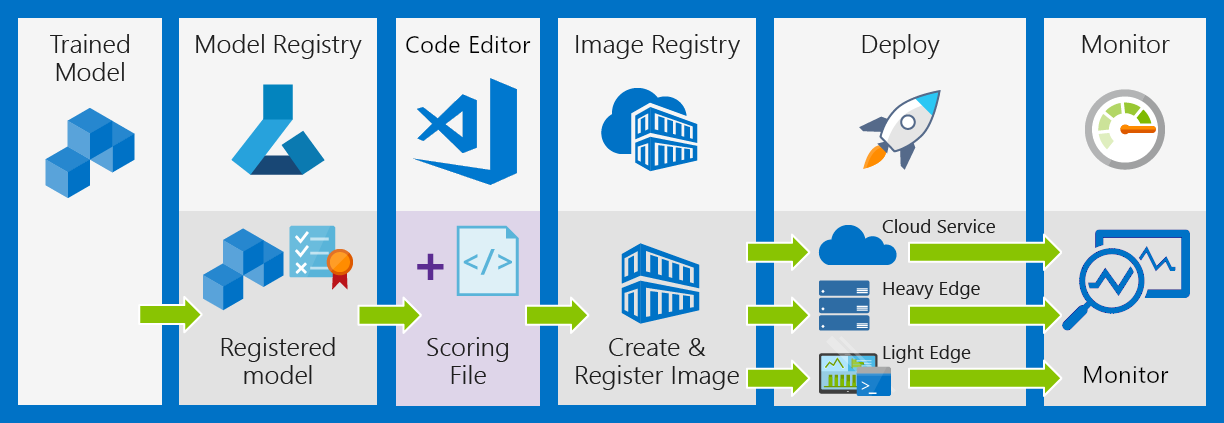 Trained
Model
Model Registry
Code Editor
Image Registry
Deploy
Monitor
Registered
model
+
</>
Scoring
File
Create &
Register Image
Cloud Service
Heavy Edge
Light Edge
Monitor